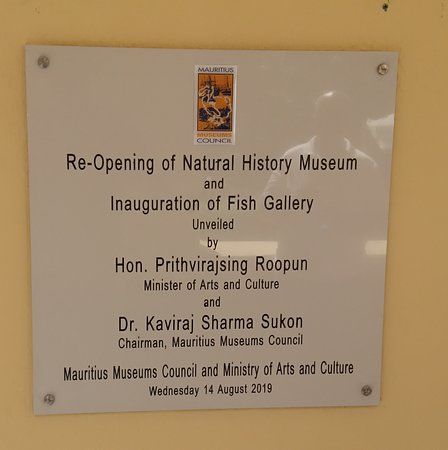 MAURITIUS
MUSEUMS
COUNCIL
Re-Opening of Natural History Museum
and
Inauguration of Fish Gallery
Unveiled
by
Hon. Prithvirajsing Roopun
Minister of Arts and Culture
and
Dr. Kaviraj Sharma Sukon
Chairman, Mauritius Museums Council
Mauritius Museums Council and Ministry of Arts and Culture
Wednesday 14 August 2019